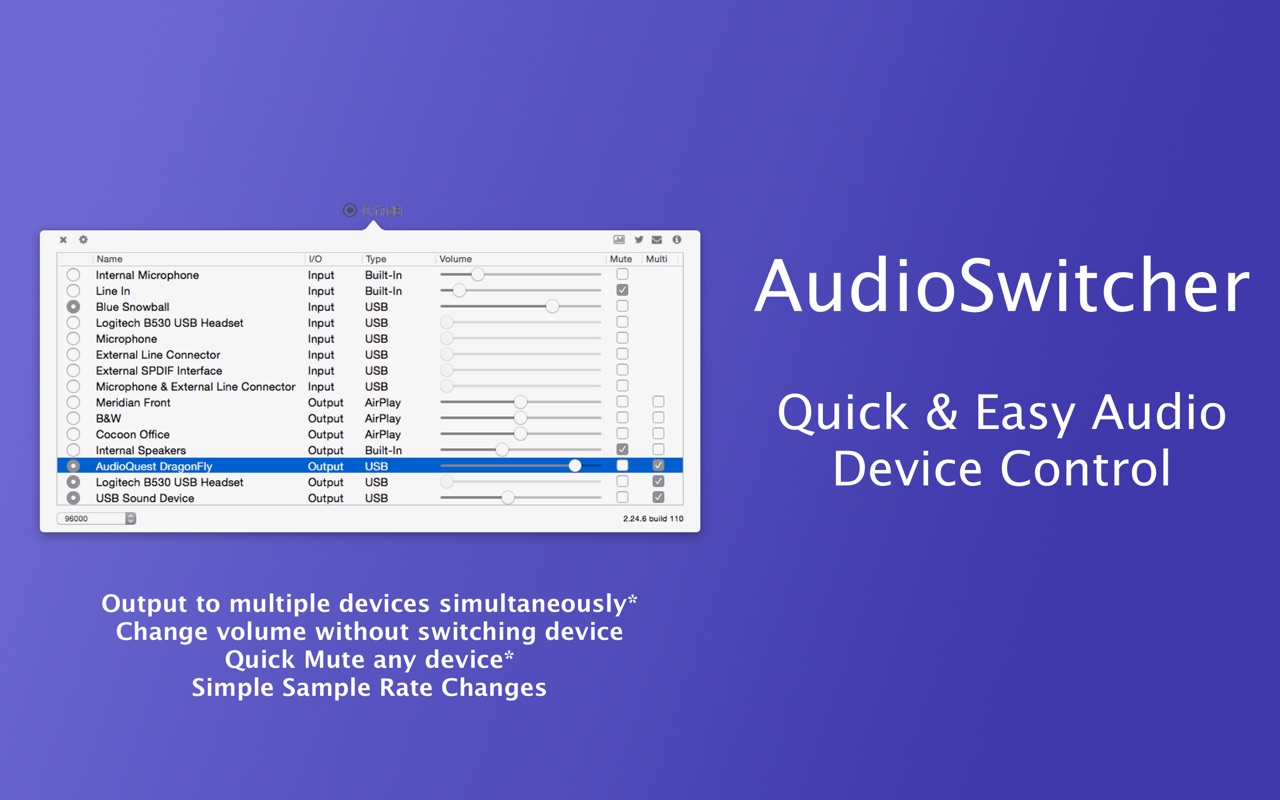 Name I/O Type Volume Mute Multi
Internal Microphone Input Built-In
Line In Input Built-In
Blue Snowball Input USB
Logitech B530 USB Headset Input USB
Microphone Input USB
External Line Connector Input USB
External SPDIF Interface Input USB
Microphone & External Line Connector Input USB
Meridian Front Output AirPlay
B&W Output AirPlay
Cocoon Office Output AirPlay
Internal Speakers Output Built-In
AudioQuest DragonFly Output USB
Logitech B530 USB Headset Output USB
USB Sound Device Output USB
96000 2.24.6 build 110
AudioSwitcher
Quick & Easy Audio
Device Control
Output to multiple devices simultaneously*
Change volume without switching device
Quick Mute any device*
Simple Sample Rate Changes